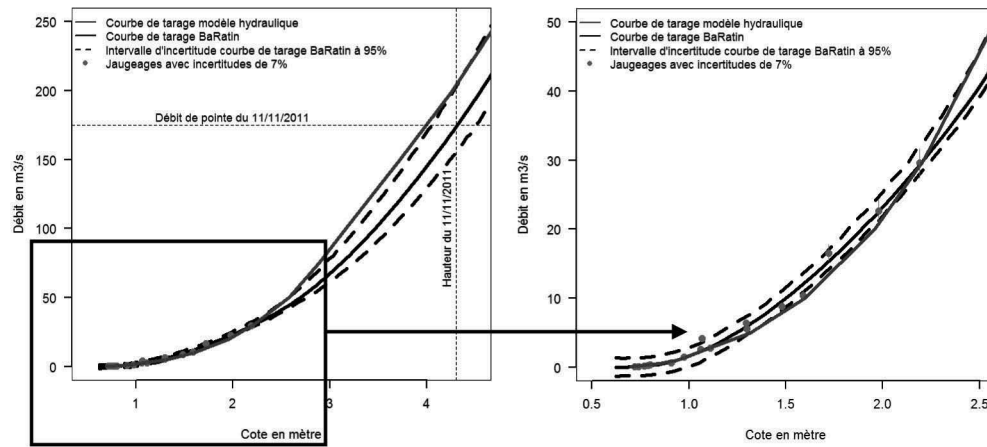 250
200
150
100
50
0
Débit en m3/s
Courbe de tarage modèle hydraulique
Courbe de tarage BaRatin
Intervalle d'incertitude courbe de tarage BaRatin à 95%
Jaugeages avec incertitudes de 7%
Débit de pointe du 11/11/2011
Hauteur du 11/11/2011
1
2
3
4
Cote en mètre
50
40
30
20
10
0
Débit en m3/s
Courbe de tarage modèle hydraulique
Courbe de tarage BaRatin
Intervalle d'incertitude courbe de tarage BaRatin à 95%
Jaugeages avec incertitudes de 7%
0.5
1.0
1.5
2.0
2.5
Cote en mètre